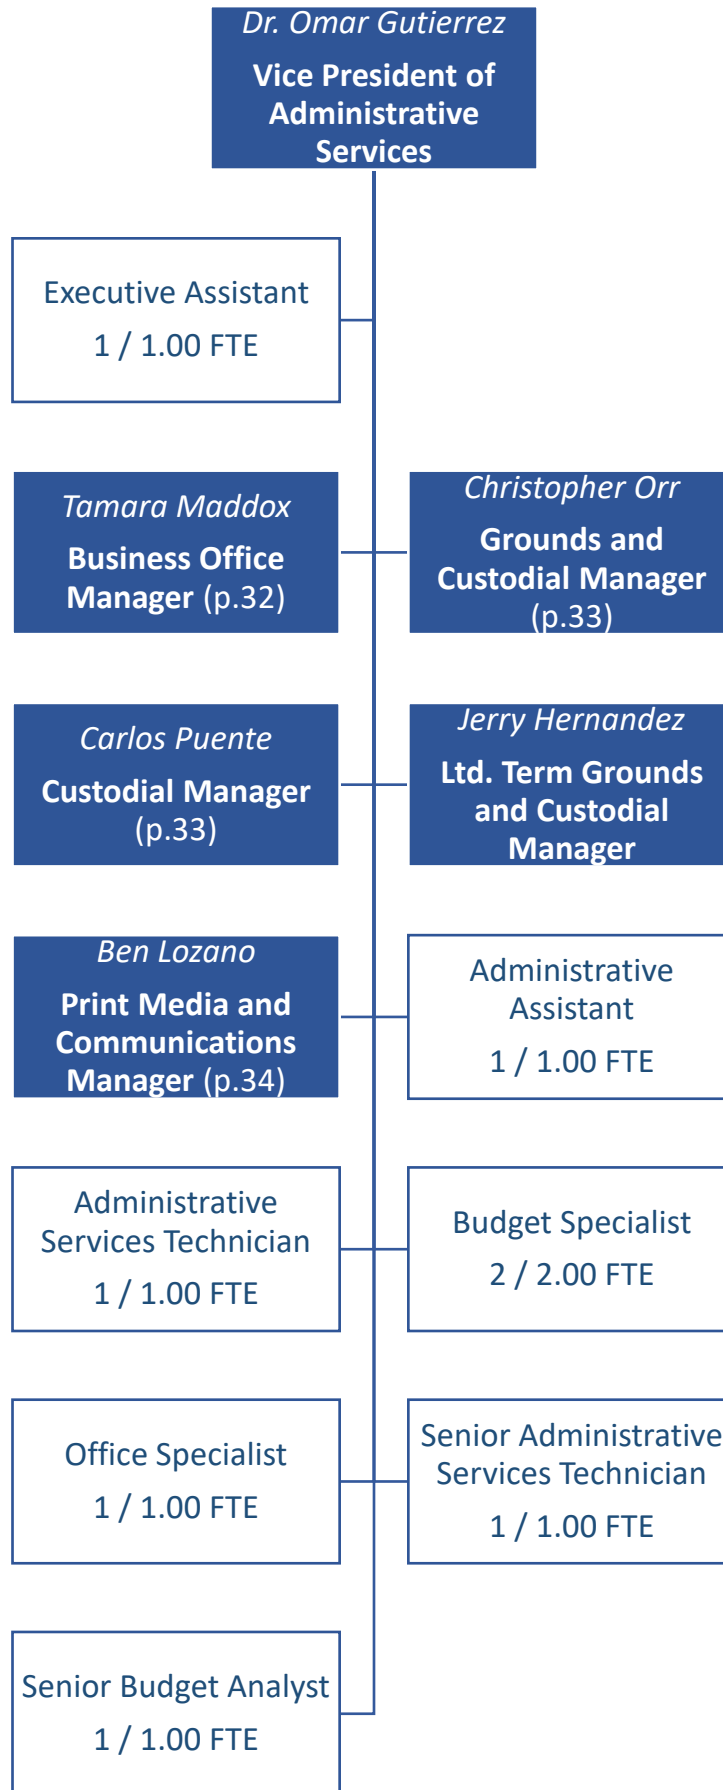 Dr. Omar Gutierrez
Vice President of
Administrative
Services
Executive Assistant
1 / 1.00 FTE
Tamara Maddox
Business Office
Manager (p.32)
Christopher Orr
Grounds and
Custodial Manager
(p.33)
Carlos Puente
Custodial Manager
(p.33)
Jerry Hernandez
Ltd. Term Grounds
and Custodial
Manager
Ben Lozano
Print Media and
Communications
Manager (p.34)
Administrative
Assistant
1 / 1.00 FTE
Administrative
Services Technician
1 / 1.00 FTE
Budget Specialist
2 / 2.00 FTE
Office Specialist
1 / 1.00 FTE
Senior Administrative
Services Technician
1 / 1.00 FTE
Senior Budget Analyst
1 / 1.00 FTE